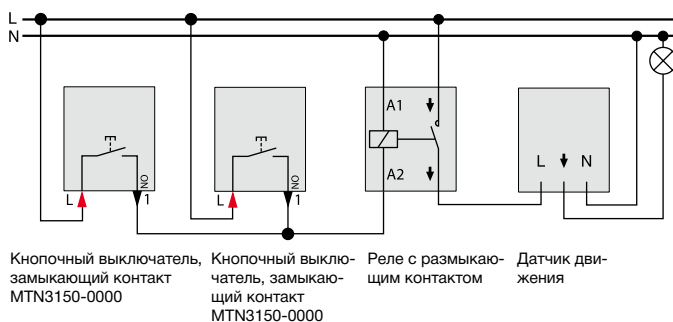 L
N
A1
A2
L
NO
1
L
NO
1
L N
Кнопочный выключатель,
замыкающий контакт
MTN3150-0000
Кнопочный выклю-
чатель, замыкаю-
щий контакт
MTN3150-0000
Реле с размыкаю-
щим контактом
Датчик дви-
жения